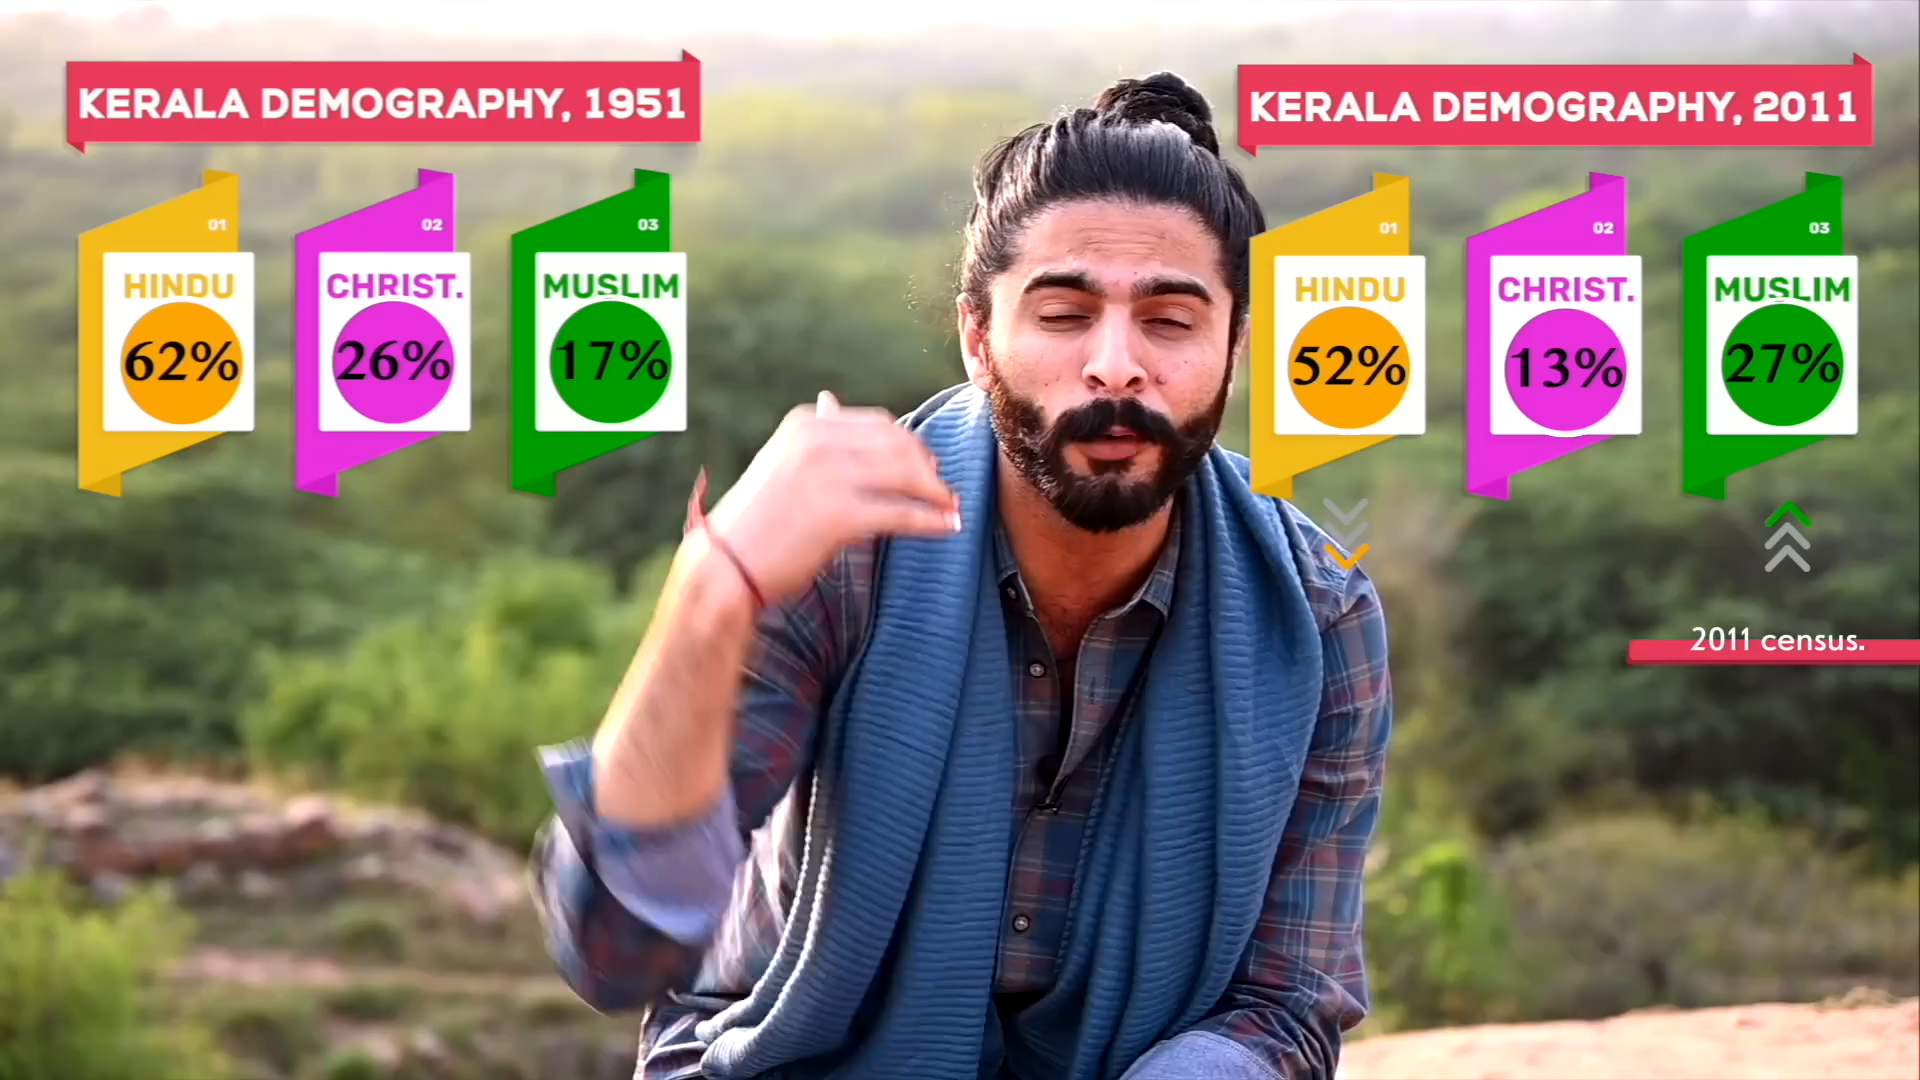 KERALA DEMOGRAPHY, 1951
01
HINDU
62%
02
CHRIST.
26%
03
MUSLIM
17%
KERALA DEMOGRAPHY, 2011
01
HINDU
52%
02
CHRIST.
13%
03
MUSLIM
27%
2011 census.